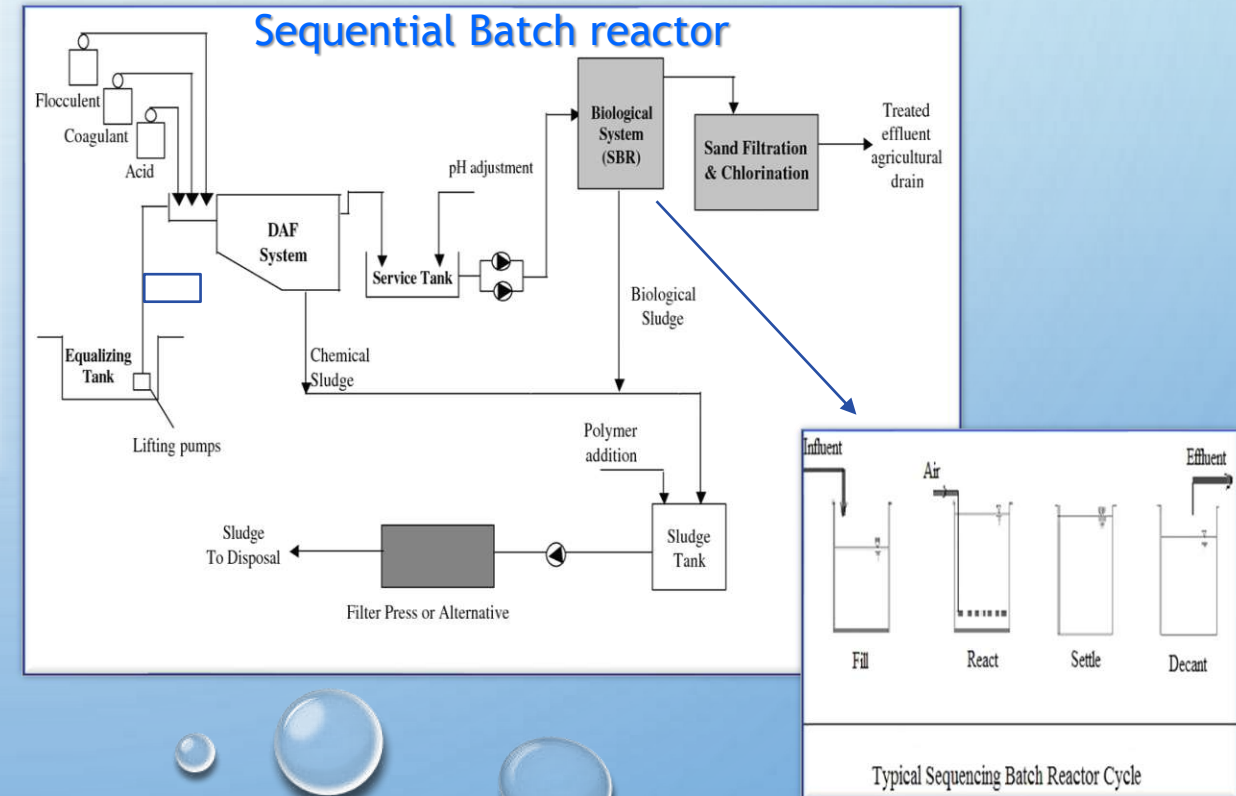 Sequential Batch reactor
Flocculent
Coagulant
Acid
DAF
System
pH adjustment
Service Tank
Biological
System
(SBR)
Sand Filtration
& Chlorination
Treated
effluent
agricultural
drain
Equalizing
Tank
Lifting pumps
Chemical
Sludge
Biological
Sludge
Polymer
addition
Sludge
Tank
Sludge
To Disposal
Filter Press or Alternative
Influent
Air
Effluent
Fill
React
Settle
Decant
Typical Sequencing Batch Reactor Cycle